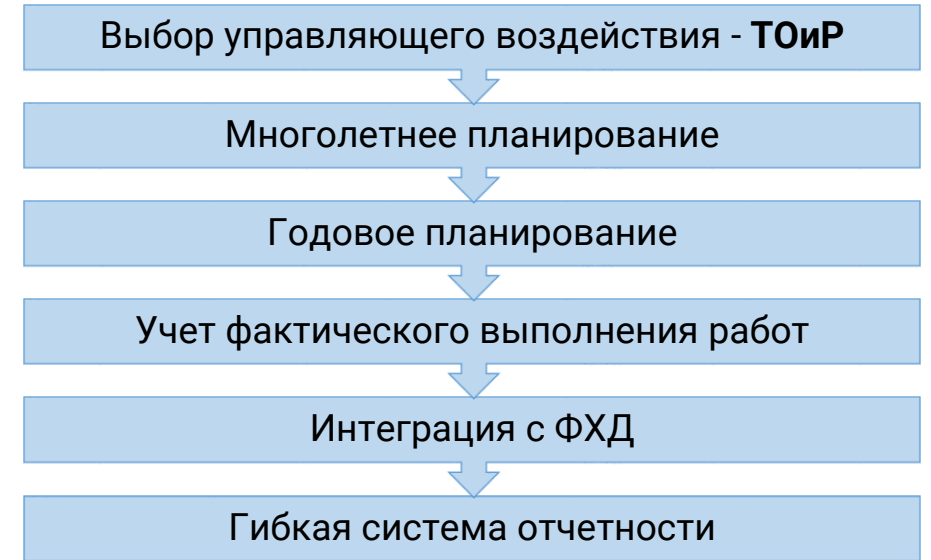 Выбор управляющего воздействия - ТОиР
Многолетнее планирование
Годовое планирование
Учет фактического выполнения работ
Интеграция с ФХД
Гибкая система отчетности